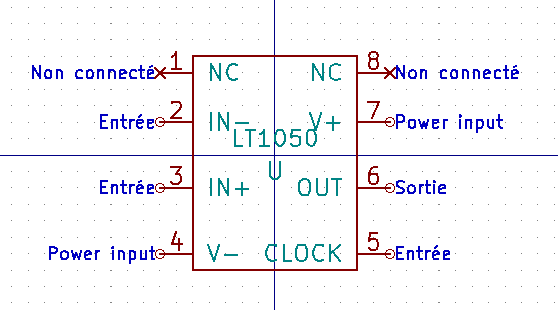 Non connecté 1 NC NC 8 Non connecté
Entrée 2 IN- V+ 7 Power input
LT1050
U
Entrée 3 IN+ OUT 6 Sortie
Power input 4 V- CLOCK 5 Entrée